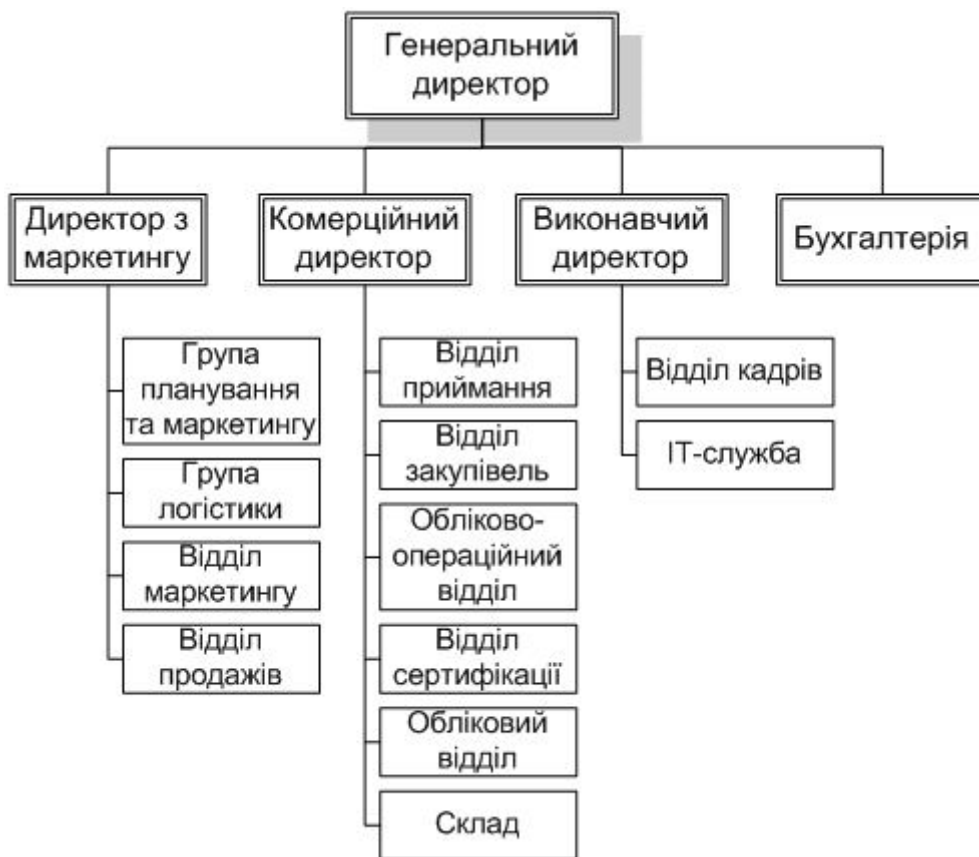 Генеральний
директор
Директор з
маркетингу
Комерційний
директор
Виконавчий
директор
Бухгалтерія
Група
планування
та маркетингу
Група
логістики
Відділ
маркетингу
Відділ
продажів
Відділ
приймання
Відділ
закупівель
Обліково-
операційний
відділ
Відділ
сертифікації
Обліковий
відділ
Склад
Відділ кадрів
ІТ-служба